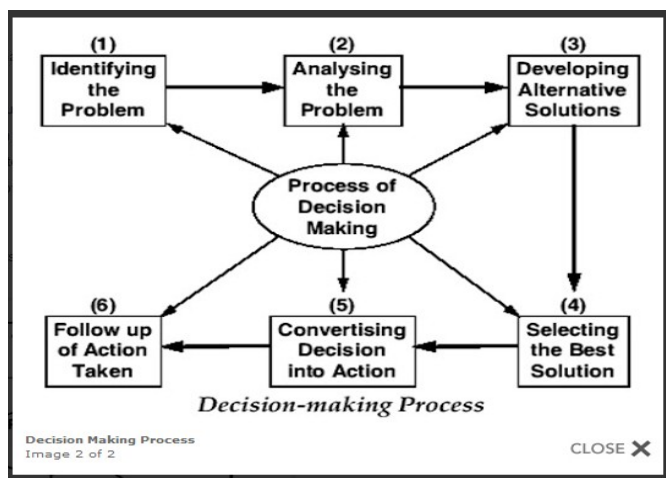 (1)
Identifying
the
Problem
(2)
Analysing
the
Problem
(3)
Developing
Alternative
Solutions
Process of
Decision
Making
(6)
Follow up
of Action
Taken
(5)
Convertising
Decision
into Action
(4)
Selecting
the Best
Solution
Decision-making Process
Decision Making Process
Image 2 of 2
CLOSE X